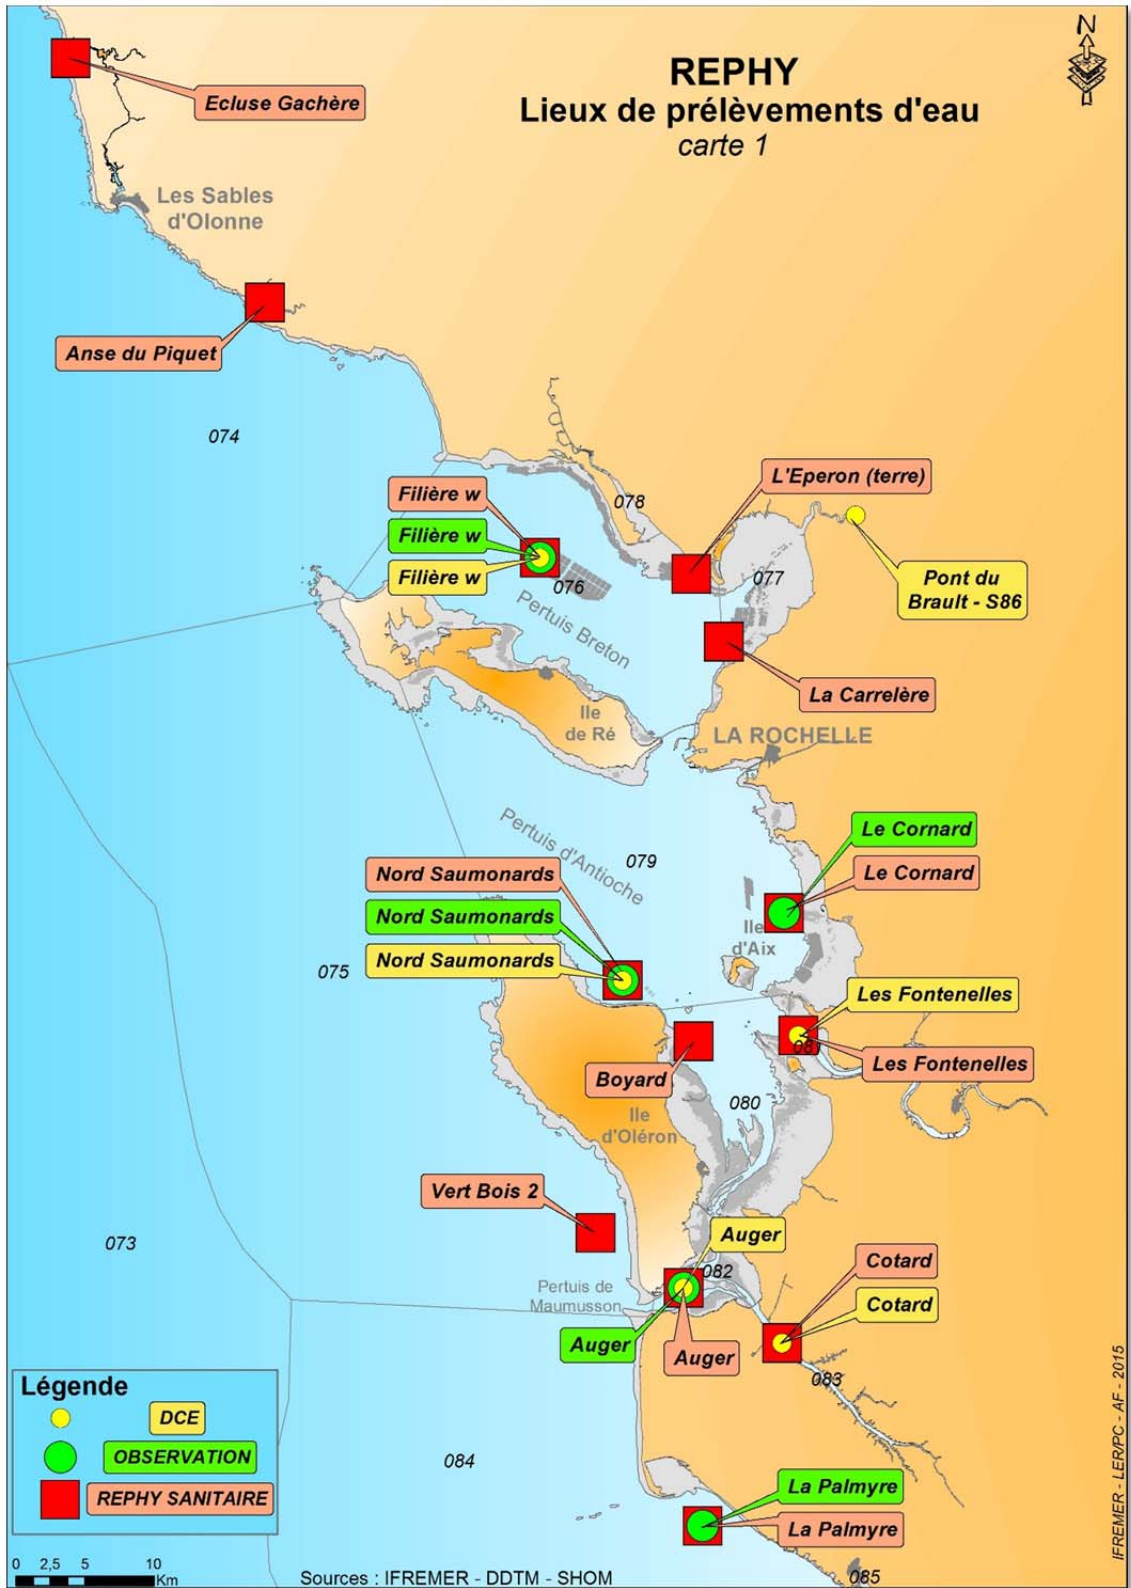 REPHY
Lieux de prélèvements d'eau
carte 1
N
Ecluse Gachère
Les Sables
d'Olonne
Anse du Piquet
074
L'Eperon (terre)
Filière w
078
Filière w
Filière w
076
077
Pont du
Brault - S86
Pertuis Breton
La Carrelère
Ile
de Ré
LA ROCHELLE
Pertuis d'Antioche
Le Cornard
079
Le Cornard
Nord Saumonards
Nord Saumonards
Nord Saumonards
Ile
d'Aix
075
Les Fontenelles
Les Fontenelles
Boyard
080
Ile
d'Oléron
Vert Bois 2
Auger
073
082
Cotard
Pertuis de
Maumusson
Cotard
Auger
Auger
083
Légende
DCE
OBSERVATION
REPHY SANITAIRE
084
La Palmyre
La Palmyre
085
0 2,5 5 10
Km
Sources : IFREMER - DDTM - SHOM
IFREMER - LER/PC - AF - 2015